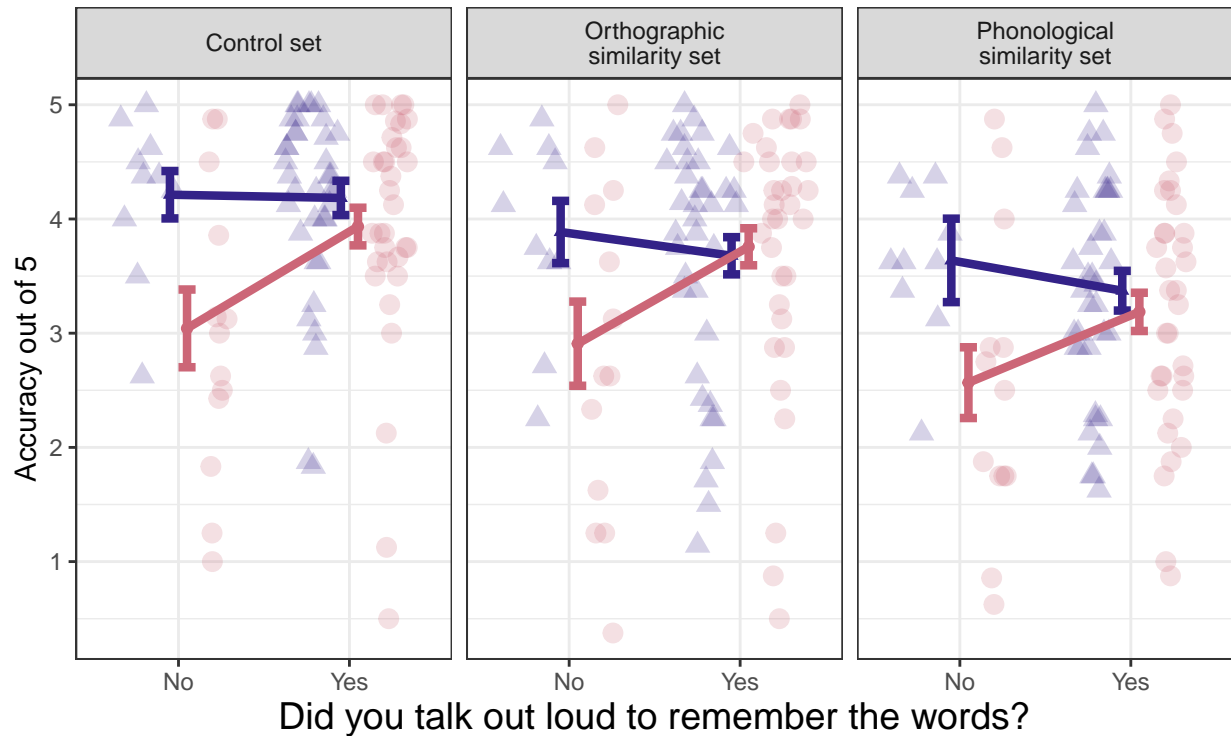 Control set
Orthographic
similarity set
Phonological
similarity set
Accuracy out of 5
5
4
3
2
1
No Yes No Yes No Yes
Did you talk out loud to remember the words?